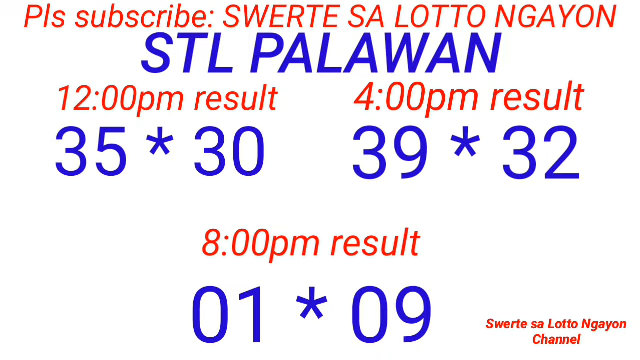 Pls subscribe: SWERTE SA LOTTO NGAYON
STL PALAWAN
12:00pm result
35 * 30
4:00pm result
39 * 32
8:00pm result
01 * 09
Swerte sa Lotto Ngayon
Channel